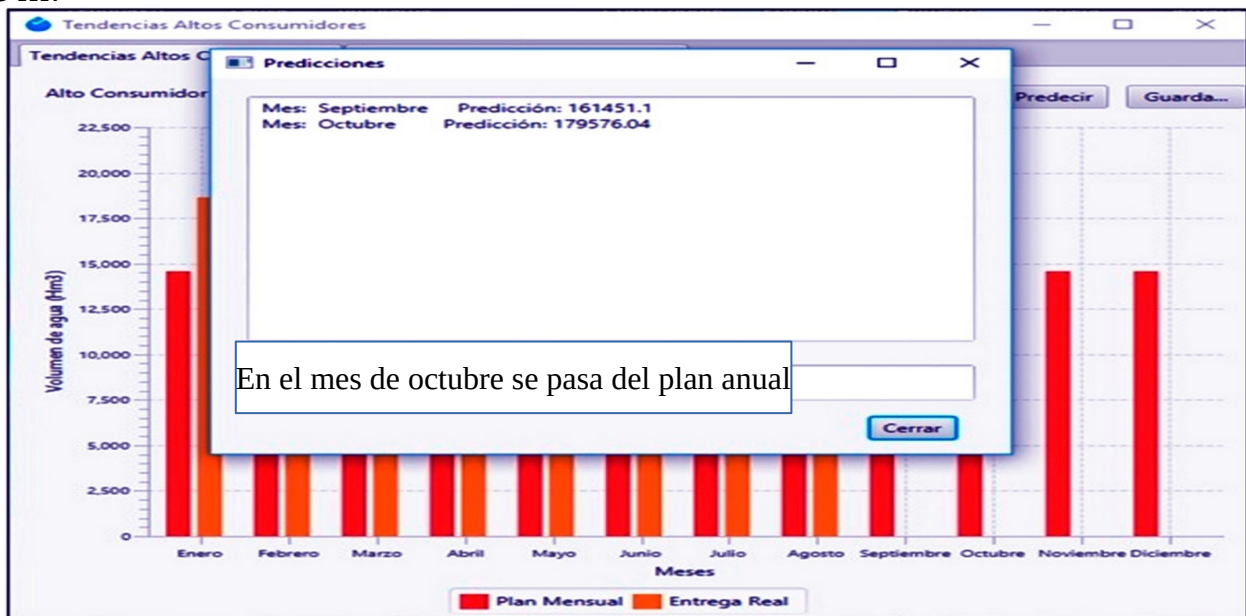 Tendencias Altos Consumidores
Tendencias Altos C
Predicciones
Alto Consumidor
Predecir
Guarda...
Mes: Septiembre Predicción: 161451.1
Mes: Octubre Predicción: 179576.04
22,500
20,000
17,500
15,000
12,500
10,000
7,500
5,000
2,500
0
Volumen de agua (Hm3)
En el mes de octubre se pasa del plan anual
Cerrar
Enero Febrero Marzo Abril Mayo Junio Julio Agosto Septiembre Octubre Noviembre Diciembre
Meses
Plan Mensual Entrega Real